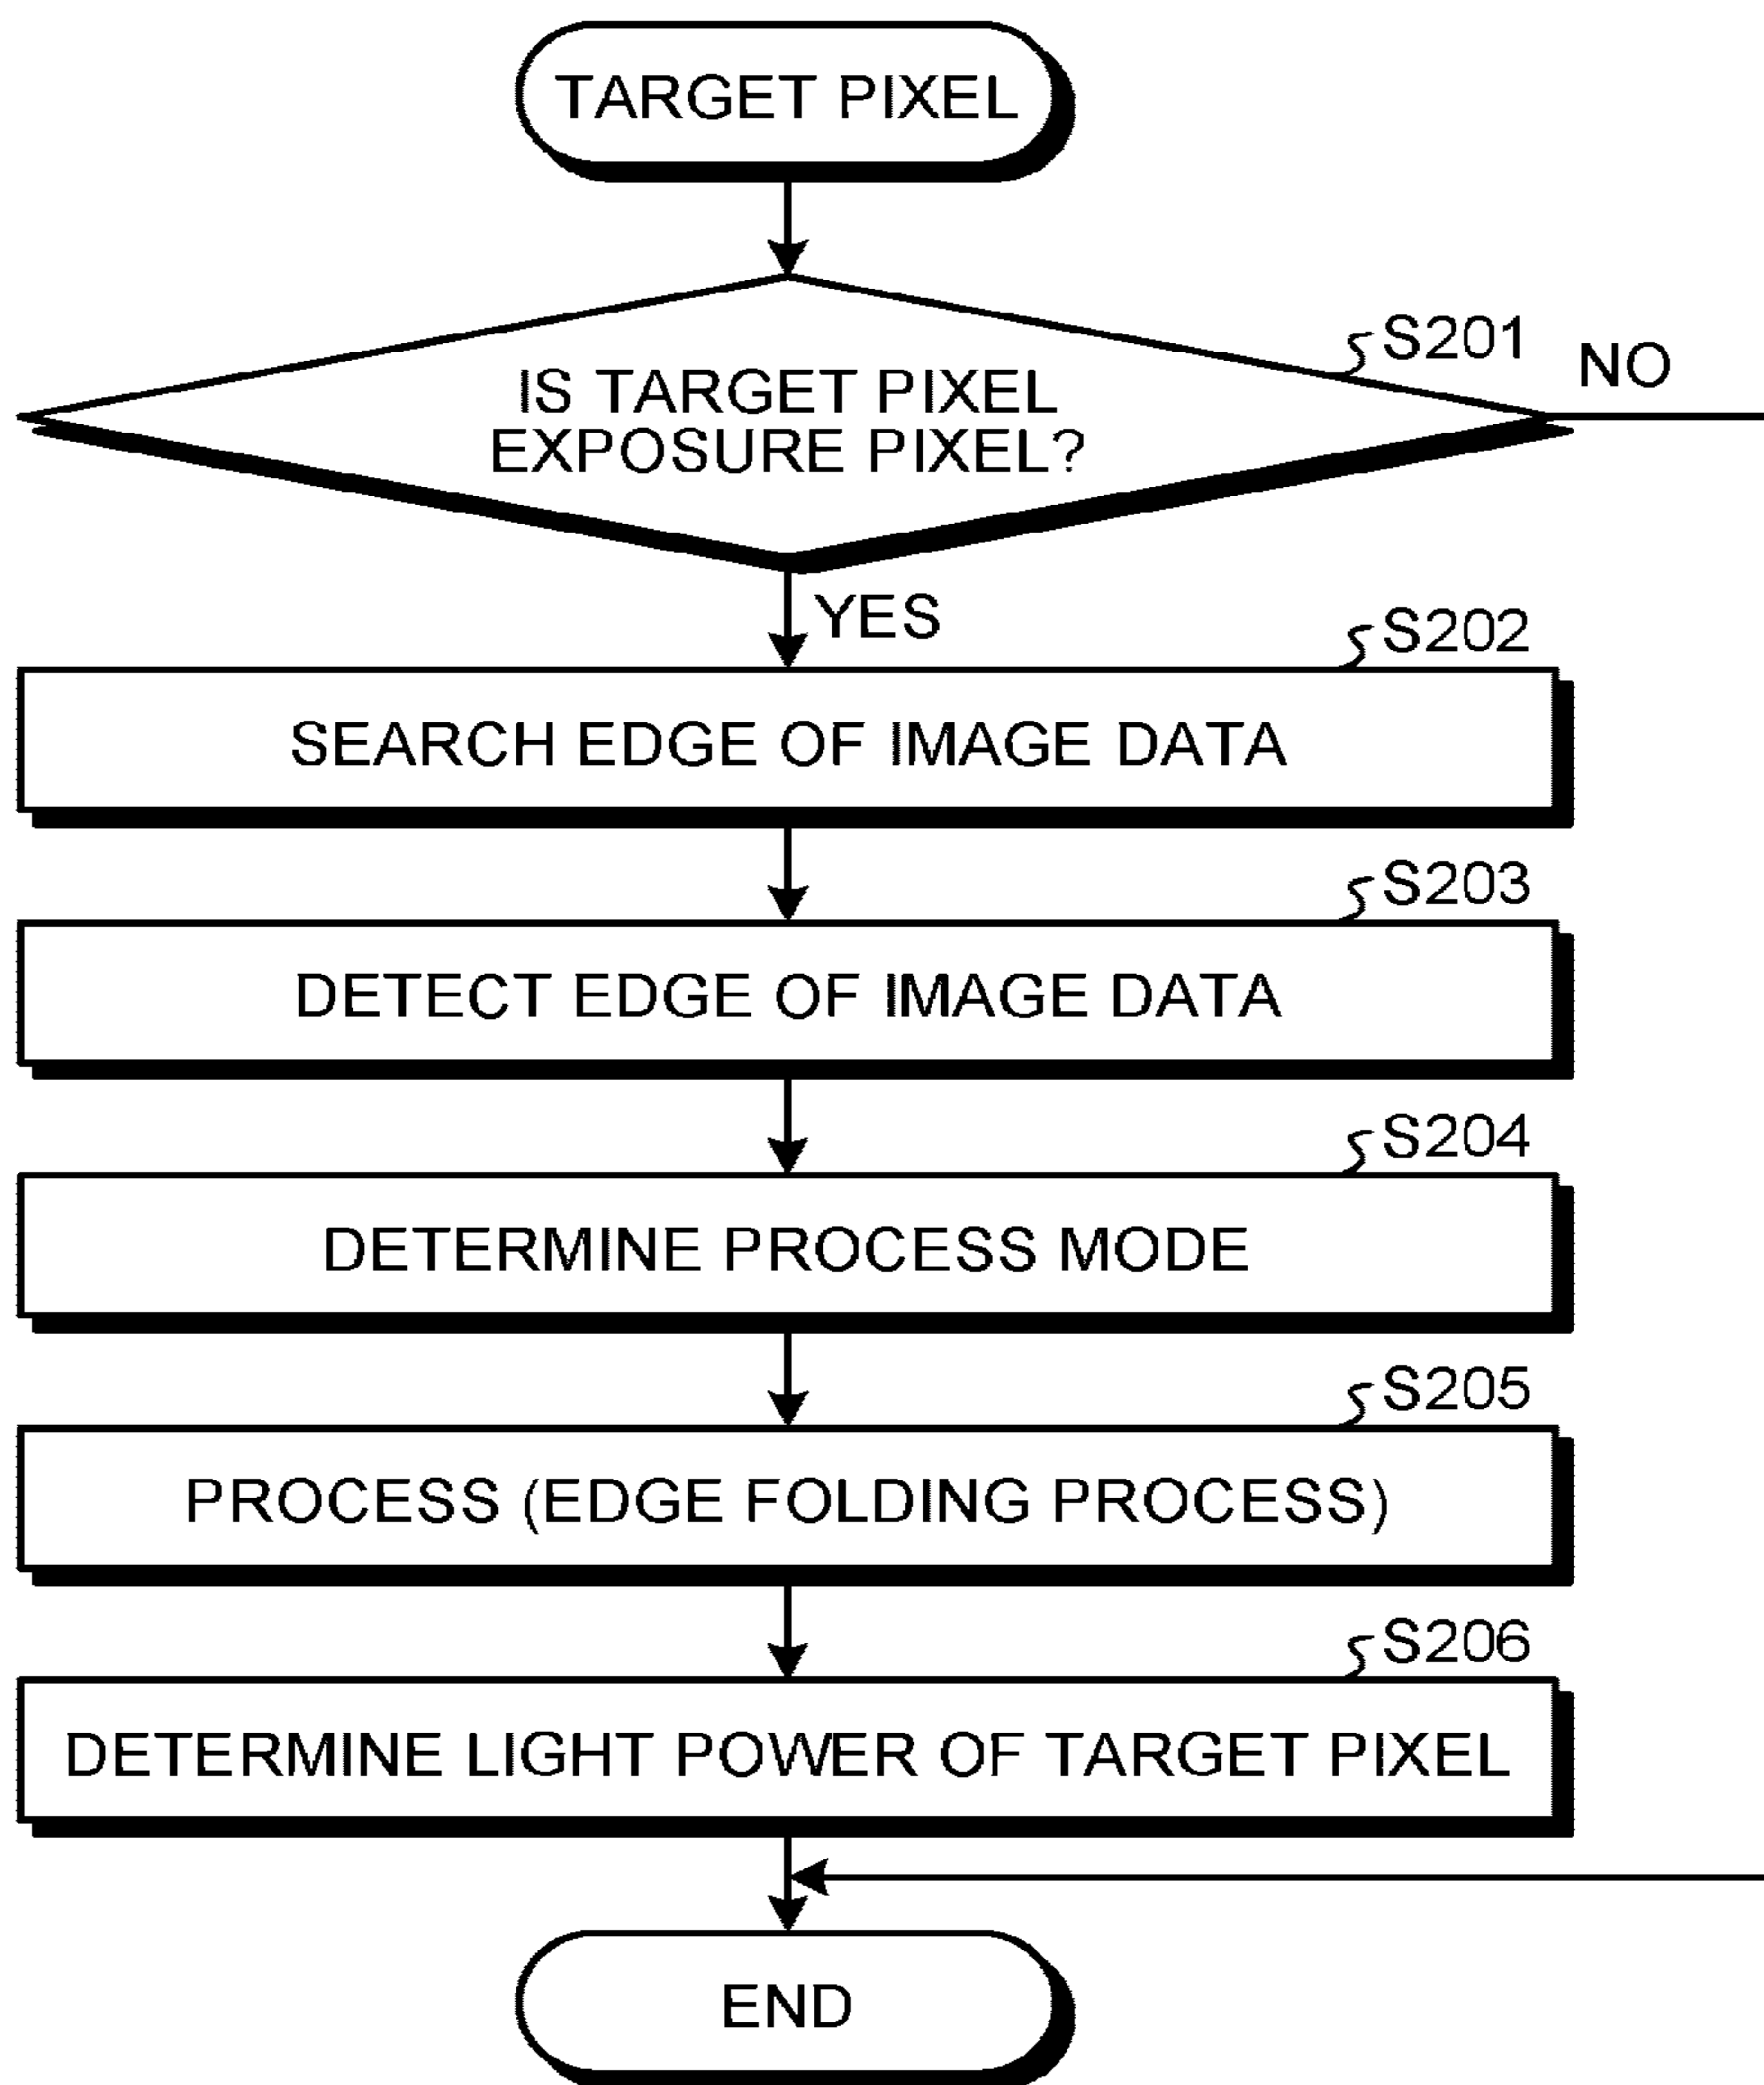 TARGET PIXEL
S201
NO
IS TARGET PIXEL
EXPOSURE PIXEL?
YES
S202
SEARCH EDGE OF IMAGE DATA
S203
DETECT EDGE OF IMAGE DATA
S204
DETERMINE PROCESS MODE
S205
PROCESS (EDGE FOLDING PROCESS)
S206
DETERMINE LIGHT POWER OF TARGET PIXEL
END